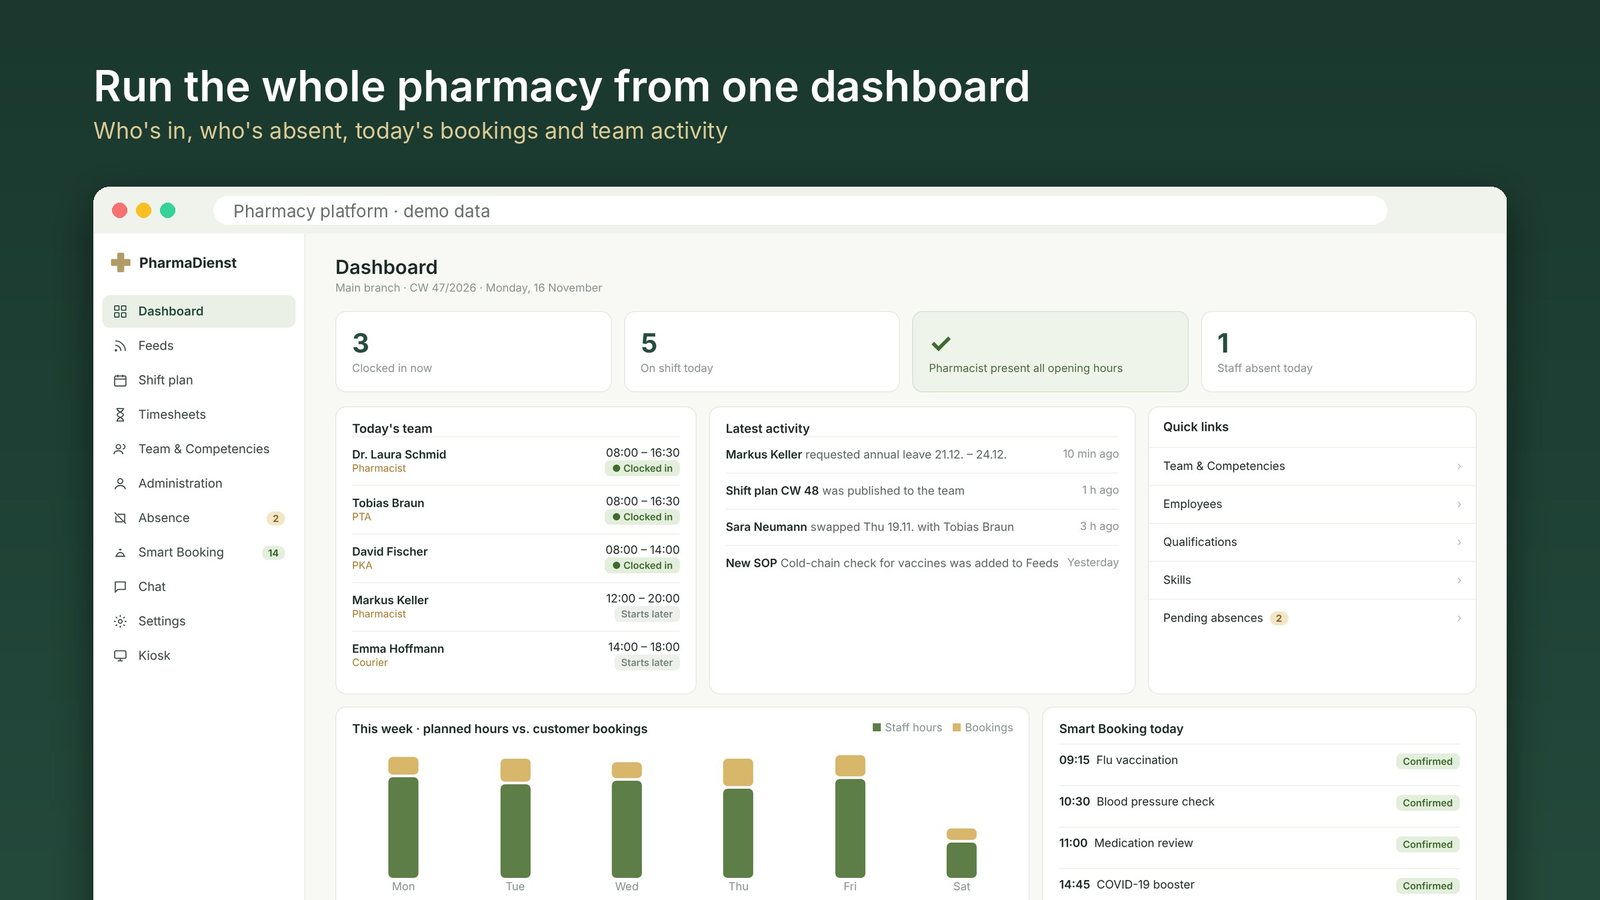 Run the whole pharmacy from one dashboard
Who's in, who's absent, today's bookings and team activity
Pharmacy platform · demo data
PharmaDienst
Dashboard
Feeds
Shift plan
Timesheets
Team & Competencies
Administration
Absence 2
Smart Booking 14
Chat
Settings
Kiosk
Dashboard
Main branch · CW 47/2026 · Monday, 16 November
3
Clocked in now
5
On shift today
Pharmacist present all opening hours
1
Staff absent today
Today's team
Dr. Laura Schmid 08:00 – 16:30
Pharmacist Clocked in
Tobias Braun 08:00 – 16:30
PTA Clocked in
David Fischer 08:00 – 14:00
PKA Clocked in
Markus Keller 12:00 – 20:00
Pharmacist Starts later
Emma Hoffmann 14:00 – 18:00
Courier Starts later
Latest activity
Markus Keller requested annual leave 21.12. – 24.12. 10 min ago
Shift plan CW 48 was published to the team 1 h ago
Sara Neumann swapped Thu 19.11. with Tobias Braun 3 h ago
New SOP Cold-chain check for vaccines was added to Feeds Yesterday
Quick links
Team & Competencies
Employees
Qualifications
Skills
Pending absences 2
This week · planned hours vs. customer bookings Staff hours Bookings
Mon Tue Wed Thu Fri Sat
Smart Booking today
09:15 Flu vaccination Confirmed
10:30 Blood pressure check Confirmed
11:00 Medication review Confirmed
14:45 COVID-19 booster Confirmed